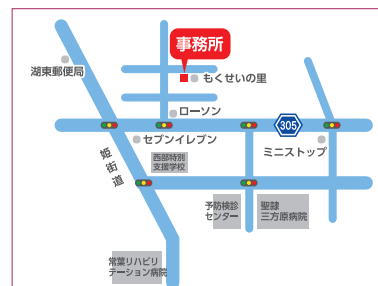 事務所
湖東郵便局
もくせいの里
ローソン
305
セブンイレブン
ミニストップ
西部特別
支援学校
姫街道
予防検診
センター
聖隷
三方原病院
常葉リハビリ
テーション病院